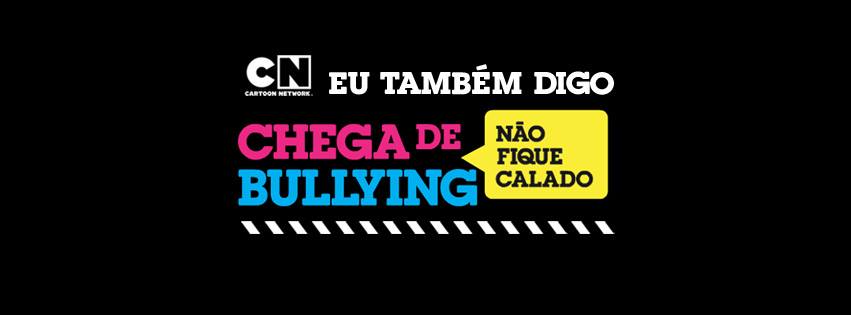 CN EU TAMBÉM DIGO
CARTOON NETWORK.
CHEGA DE
BULLYING
NÃO
FIQUE
CALADO